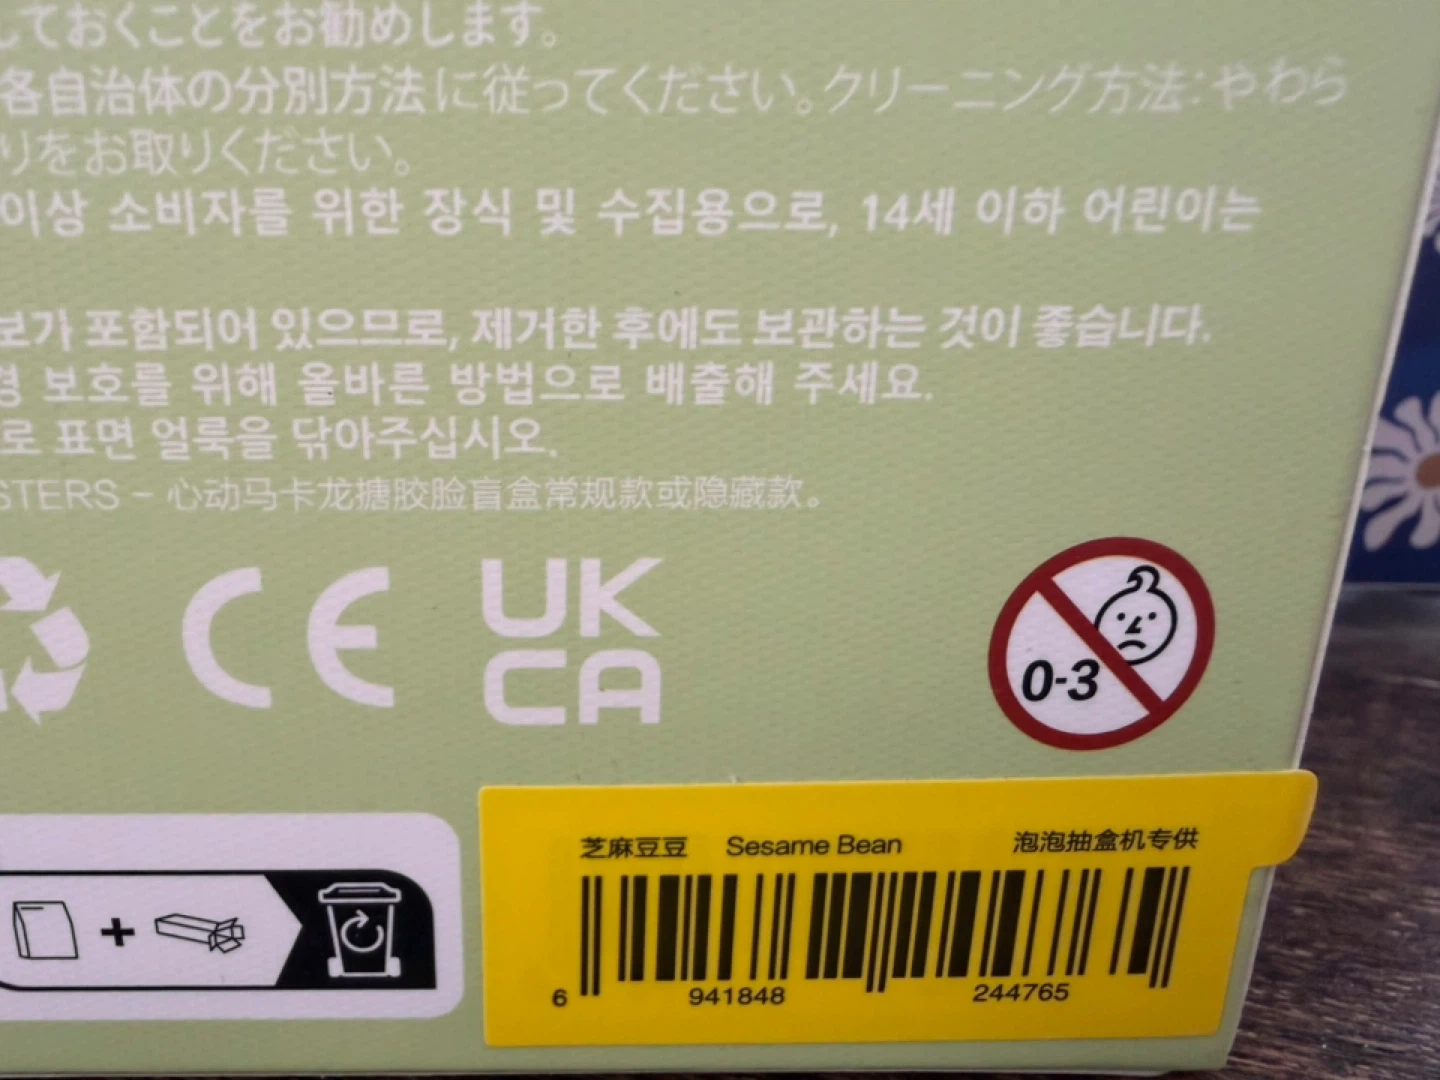 しておくことをお勧めします。
各自治体の分別方法に従ってください。クリーニング方法：やわら
りをお取りください。
이상 소비자를 위한 장식 및 수집용으로, 14세 이하 어린이는
보가 포함되어 있으므로, 제거한 후에도 보관하는 것이 좋습니다.
경 보호를 위해 올바른 방법으로 배출해 주세요.
로 표면 얼룩을 닦아주십시오.
STERS – 心动马卡龙搪胶脸盲盒常规款或隐藏款。
CE
UK
CA
0-3
芝麻豆豆 Sesame Bean 泡泡抽盒机专供
6 941848 244765